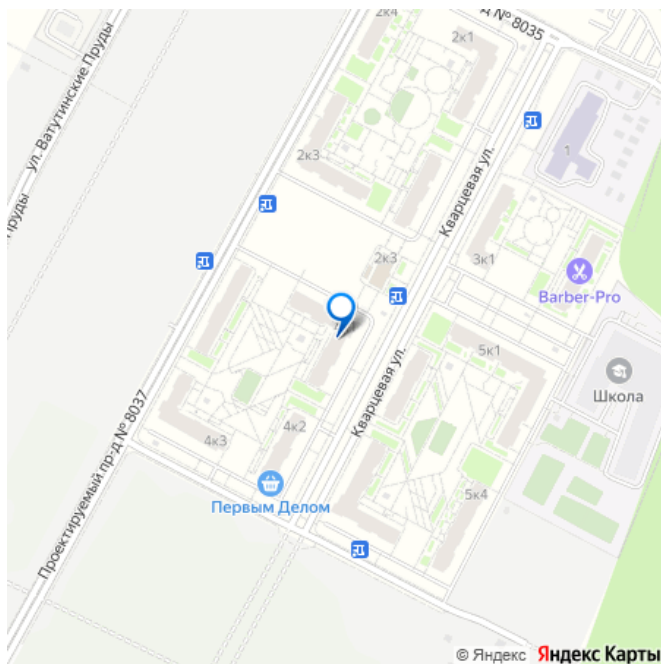 2к4
2к1
д № 8035
ул. Ватутинские Пруды
Пруды
1
2к3
Кварцевая ул.
2к3
3к1
Barber-Pro
5к1
Школа
Кварцевая ул.
Проектируемый пр-д № 8037
4к3
4к2
5к4
Первым Делом
© Яндекс Яндекс Карты